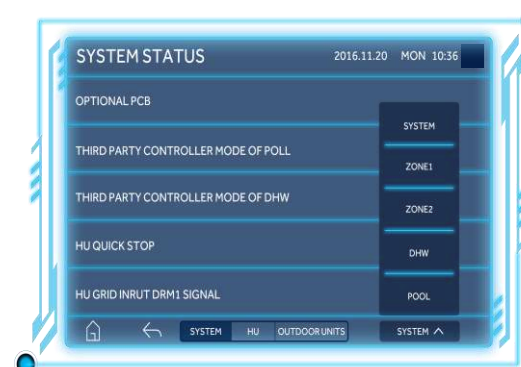 SYSTEM STATUS 2016.11.20 MON 10:36
OPTIONAL PCB
SYSTEM
THIRD PARTY CONTROLLER MODE OF POLL
ZONE1
THIRD PARTY CONTROLLER MODE OF DHW
ZONE2
HU QUICK STOP
DHW
HU GRID INRUT DRM1 SIGNAL
POOL
SYSTEM HU OUTDOOR UNITS SYSTEM